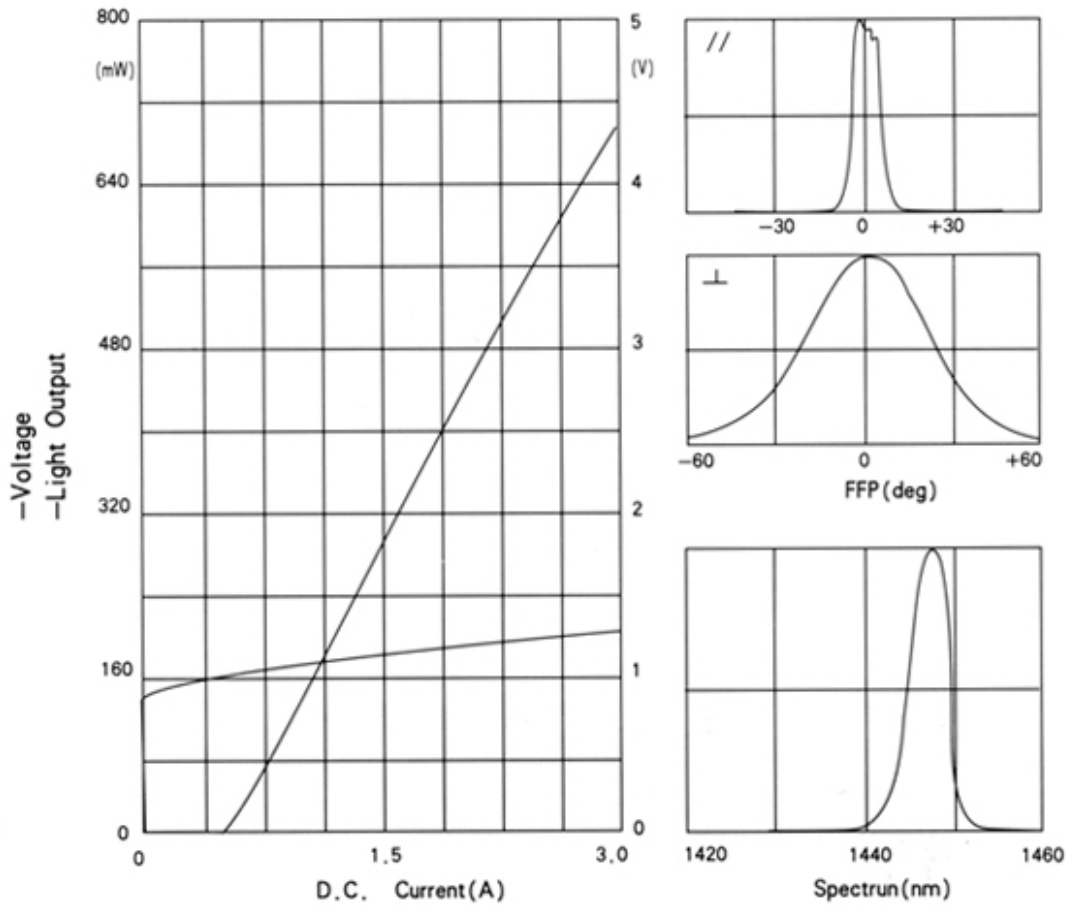 800
(mW)
640
480
320
160
0
—Voltage
—Light Output
5
(V)
4
3
2
1
0
0 1.5 3.0
D.C. Current(A)
//
−30 0 +30
⊥
−60 0 +60
FFP(deg)
1420 1440 1460
Spectrun(nm)